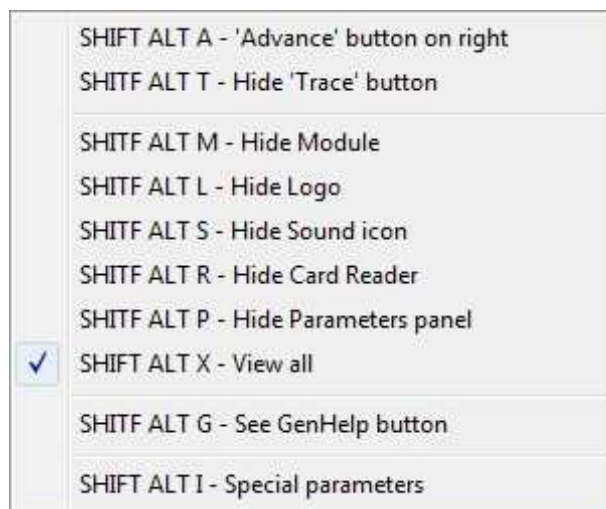 SHIFT ALT A - 'Advance' button on right
SHITF ALT T - Hide 'Trace' button
SHITF ALT M - Hide Module
SHITF ALT L - Hide Logo
SHITF ALT S - Hide Sound icon
SHITF ALT R - Hide Card Reader
SHITF ALT P - Hide Parameters panel
SHIFT ALT X - View all
SHITF ALT G - See GenHelp button
SHIFT ALT I - Special parameters